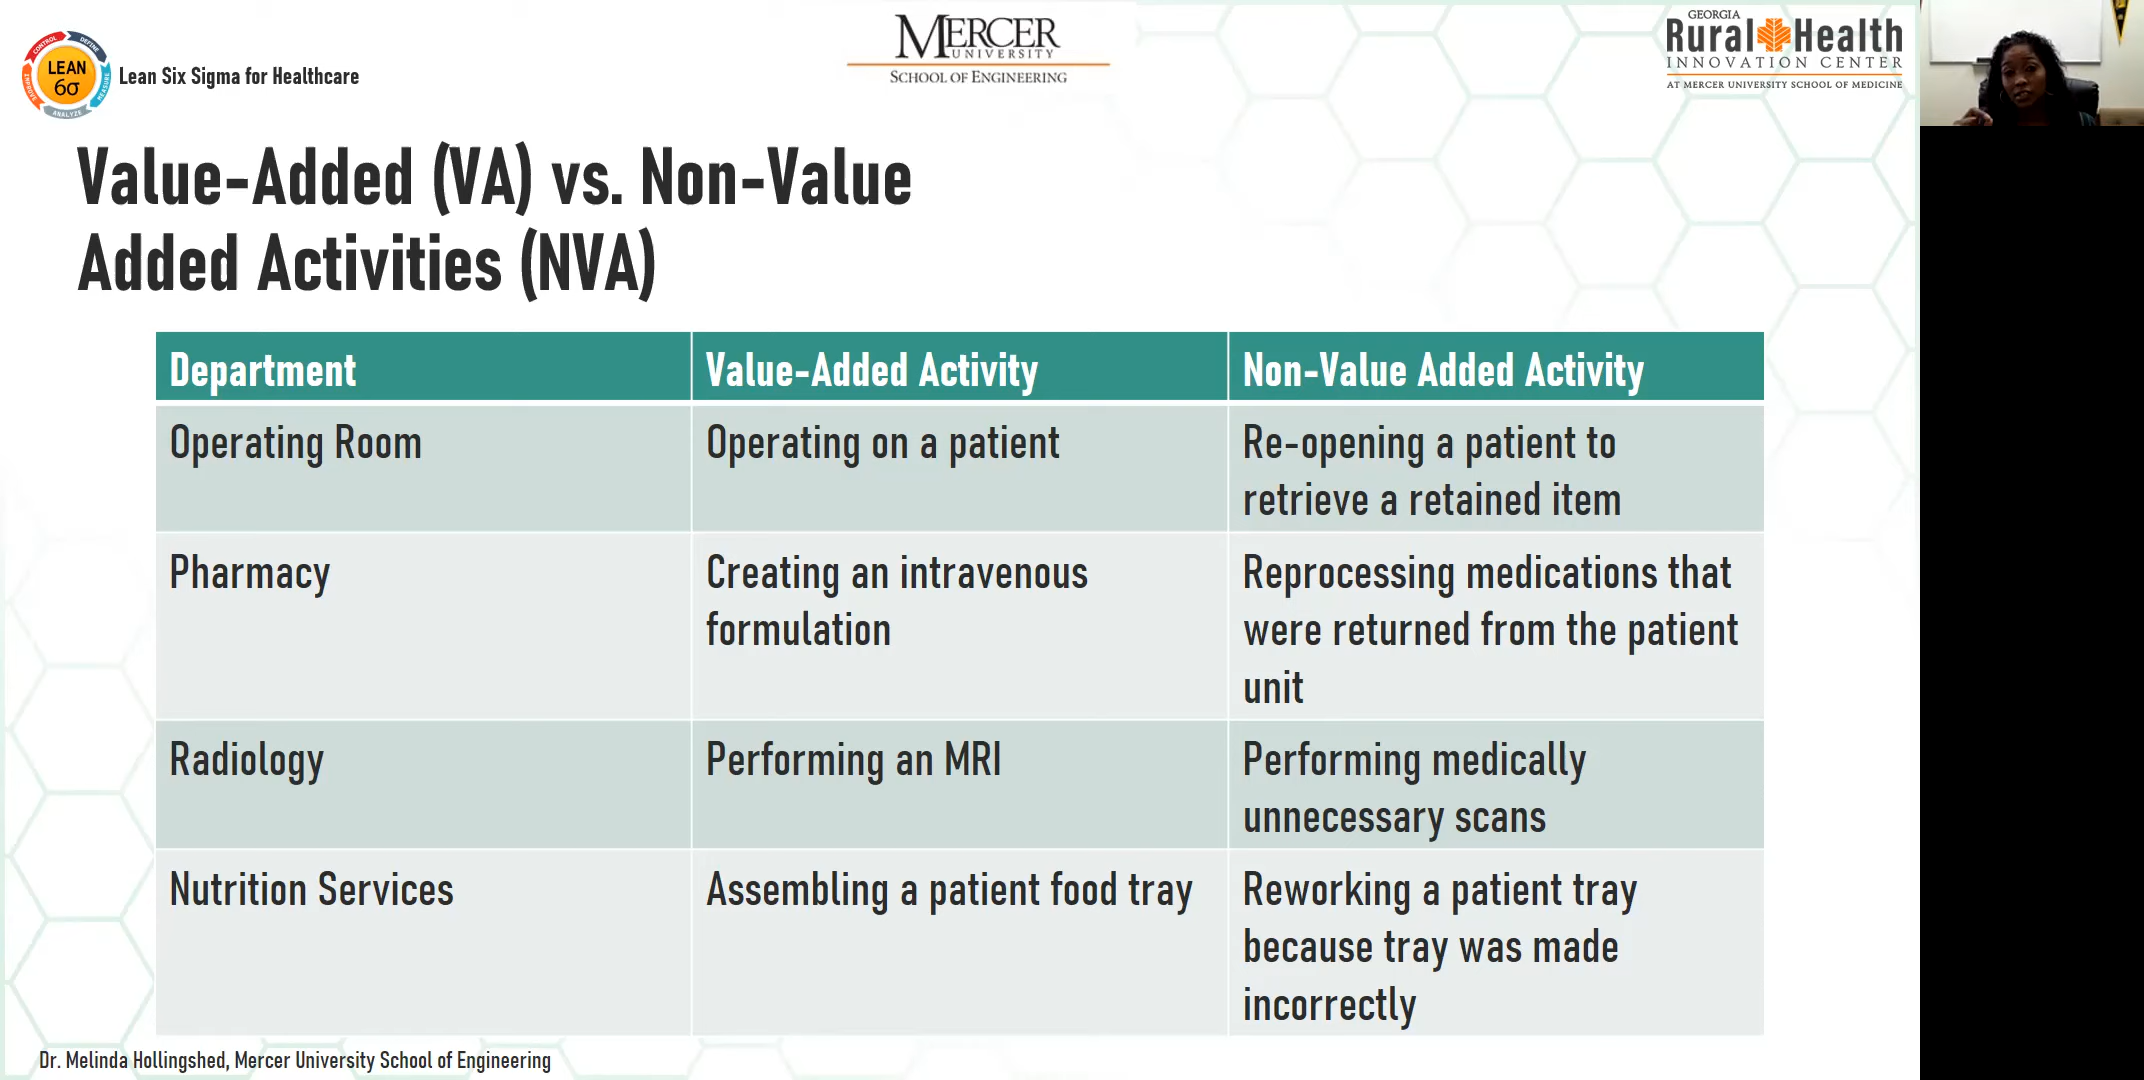 CONTROL
DEFINE
MEASURE
ANALYZE
IMPROVE
LEAN
6σ
Lean Six Sigma for Healthcare
MERCER
UNIVERSITY
SCHOOL OF ENGINEERING
GEORGIA
Rural Health
INNOVATION CENTER
AT MERCER UNIVERSITY SCHOOL OF MEDICINE
Value-Added (VA) vs. Non-Value
Added Activities (NVA)
Department
Value-Added Activity
Non-Value Added Activity
Operating Room
Operating on a patient
Re-opening a patient to
retrieve a retained item
Pharmacy
Creating an intravenous
formulation
Reprocessing medications that
were returned from the patient
unit
Radiology
Performing an MRI
Performing medically
unnecessary scans
Nutrition Services
Assembling a patient food tray
Reworking a patient tray
because tray was made
incorrectly
Dr. Melinda Hollingshed, Mercer University School of Engineering